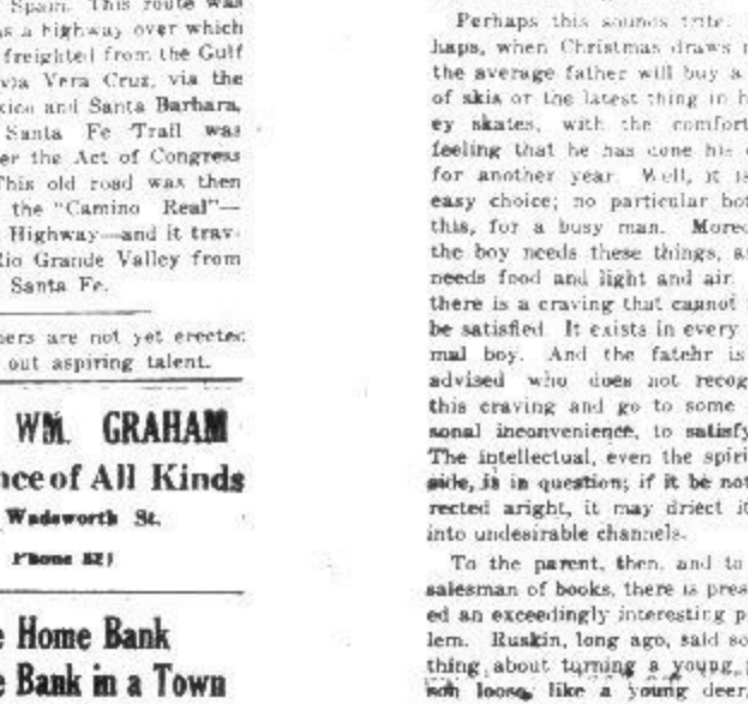 Spain. This route was
s a highway over which
freighted from the Gulf
via Vera Cruz, via the
xico and Santa Barbara,
Santa Fe Trail was
er the Act of Congress
This old road was then
the "Camino Real"—
Highway—and it trav-
Rio Grande Valley from
Santa Fe.
ners are not yet erected
out aspiring talent.
WM. GRAHAM
nce of All Kinds
Wadsworth St.
Phone
e Home Bank
e Bank in a Town
Perhaps this sounds trite.
haps, when Christmas draws
the average father will buy a
of skis or the latest thing in h
ey skates, with the comfort
feeling that he has done his
for another year. Well, it is
easy choice; no particular bot
this, for a busy man. Moreo
the boy needs these things, as
needs food and light and air.
there is a craving that cannot
be satisfied. It exists in every
mal boy. And the fatehr is
advised who does not recog
this craving and go to some
sonal inconvenience, to satisfy
The intellectual, even the spiri
side, is in question; if it be not
rected aright, it may driect it
into undesirable channels.
To the parent, then, and to
salesman of books, there is pres
ed an exceedingly interesting p
lem. Ruskin, long ago, said so
thing about turning a young
son loose, like a young deer,